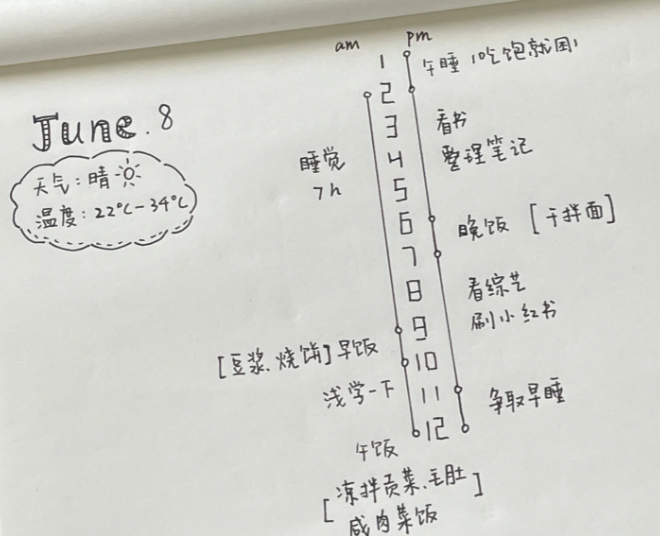 am
pm
1
午睡(吃饱就困)
June.8
2
3
看书
天气:晴
睡觉
4
整理笔记
温度:22℃-34℃
7h
5
6
晚饭 [干拌面]
7
8
看综艺
刷小红书
[豆浆、烧饼]早饭
9
10
浅学一下
11
争取早睡
午饭
12
[凉拌贡菜、毛肚
咸肉菜饭]